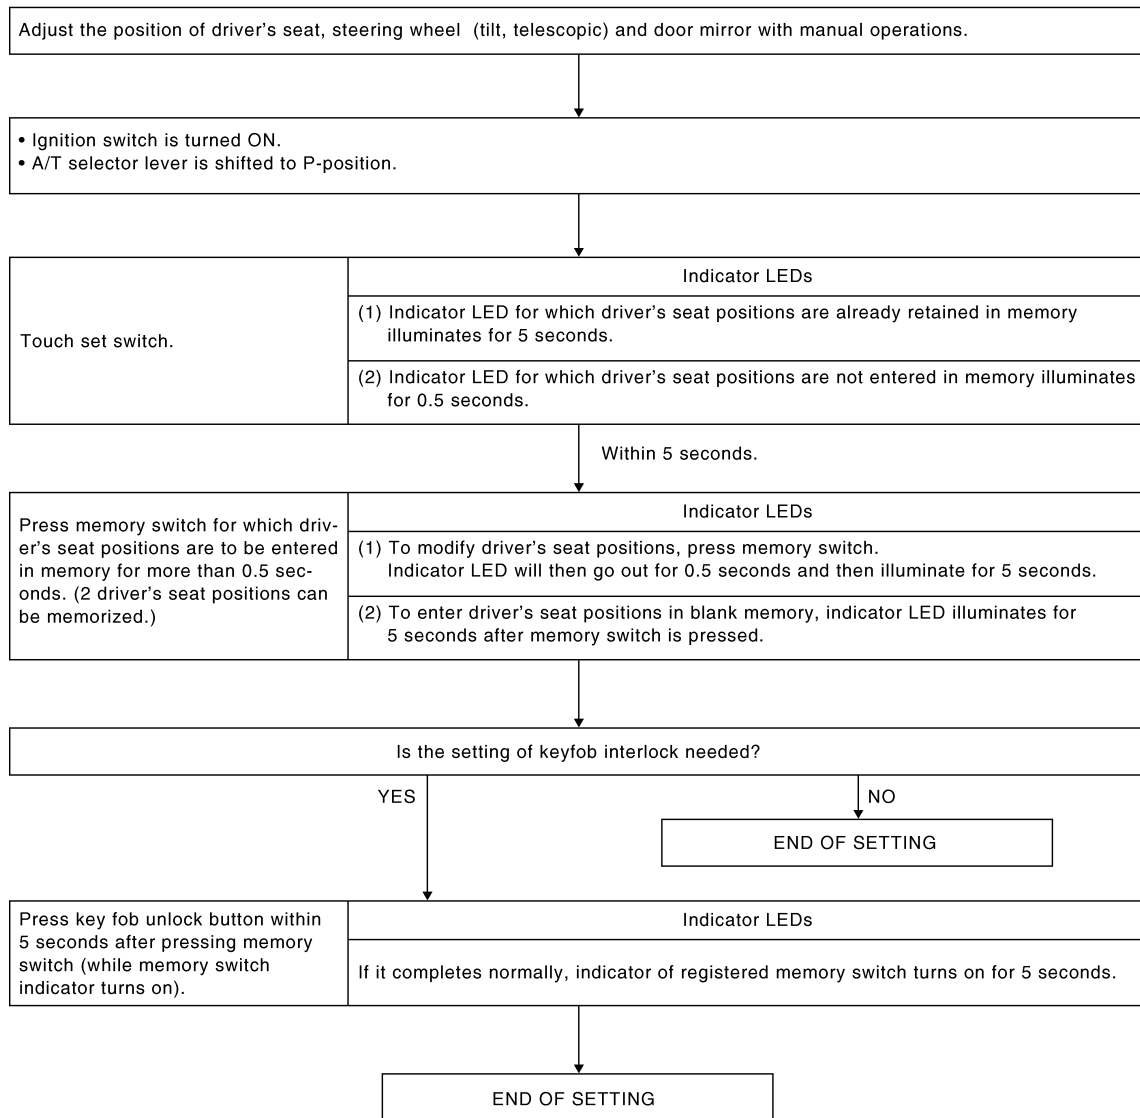 Adjust the position of driver's seat, steering wheel (tilt, telescopic) and door mirror with manual operations.
• Ignition switch is turned ON.
• A/T selector lever is shifted to P-position.
Touch set switch.
Indicator LEDs
(1) Indicator LED for which driver's seat positions are already retained in memory
illuminates for 5 seconds.
(2) Indicator LED for which driver's seat positions are not entered in memory illuminates
for 0.5 seconds.
Within 5 seconds.
Press memory switch for which driv-
er's seat positions are to be entered
in memory for more than 0.5 sec-
onds. (2 driver's seat positions can
be memorized.)
Indicator LEDs
(1) To modify driver's seat positions, press memory switch.
Indicator LED will then go out for 0.5 seconds and then illuminate for 5 seconds.
(2) To enter driver's seat positions in blank memory, indicator LED illuminates for
5 seconds after memory switch is pressed.
Is the setting of keyfob interlock needed?
YES
NO
END OF SETTING
Press key fob unlock button within
5 seconds after pressing memory
switch (while memory switch
indicator turns on).
Indicator LEDs
If it completes normally, indicator of registered memory switch turns on for 5 seconds.
END OF SETTING